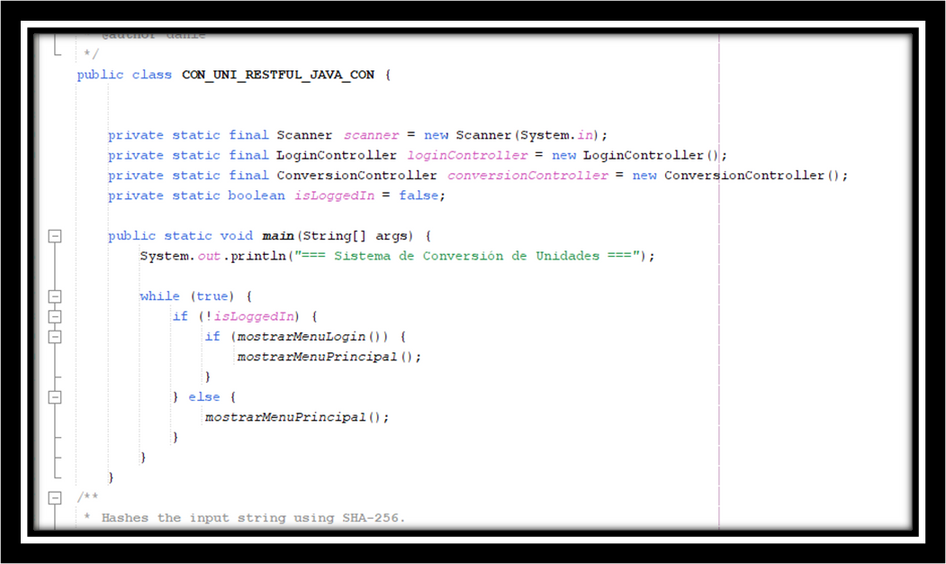 @author danie
*/
public class CON_UNI_RESTFUL_JAVA_CON {
private static final Scanner scanner = new Scanner(System.in);
private static final LoginController loginController = new LoginController();
private static final ConversionController conversionController = new ConversionController();
private static boolean isLoggedIn = false;
public static void main(String[] args) {
System.out.println("=== Sistema de Conversión de Unidades ===");
while (true) {
if (!isLoggedIn) {
if (mostrarMenuLogin()) {
mostrarMenuPrincipal();
}
} else {
mostrarMenuPrincipal();
}
}
}
/**
* Hashes the input string using SHA-256.